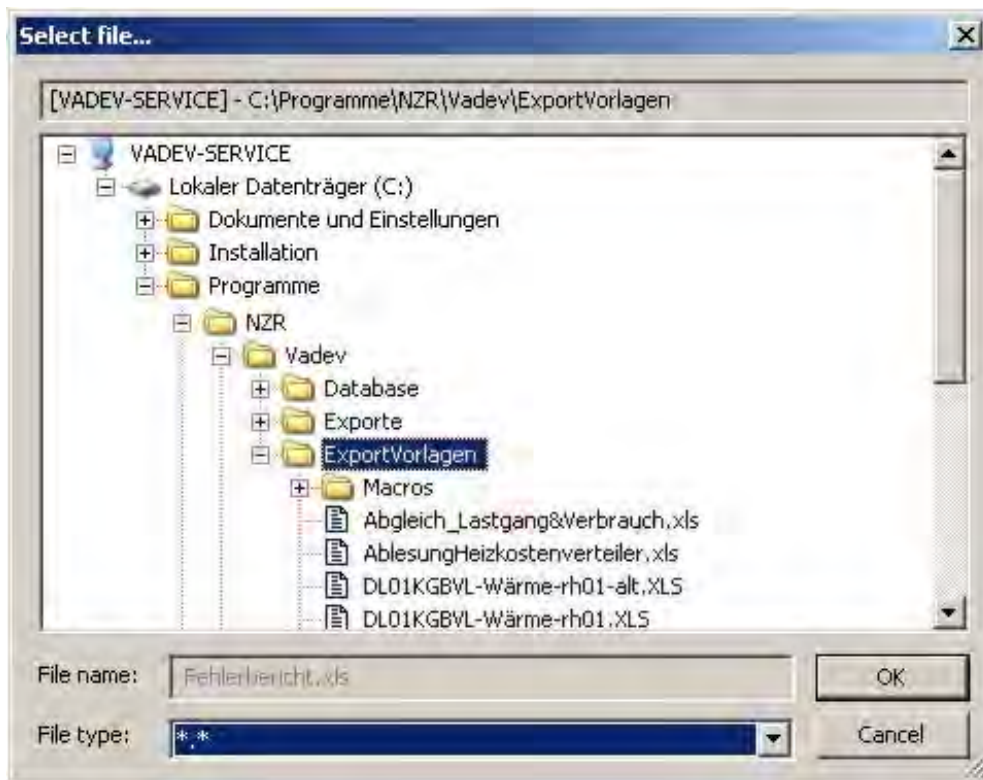 Select file...
[VADEV-SERVICE] - C:\Programme\NZR\Vadev\ExportVorlagen
VADEV-SERVICE
Lokaler Datenträger (C:)
Dokumente und Einstellungen
Installation
Programme
NZR
Vadev
Database
Exporte
ExportVorlagen
Macros
Abgleich_Lastgang&Verbrauch.xls
AblesungHeizkostenverteiler.xls
DL01KGBVL-Wärme-rh01-alt.XLS
DL01KGBVL-Wärme-rh01.XLS
File name: Fehlerbericht.xls OK
File type: *.* Cancel